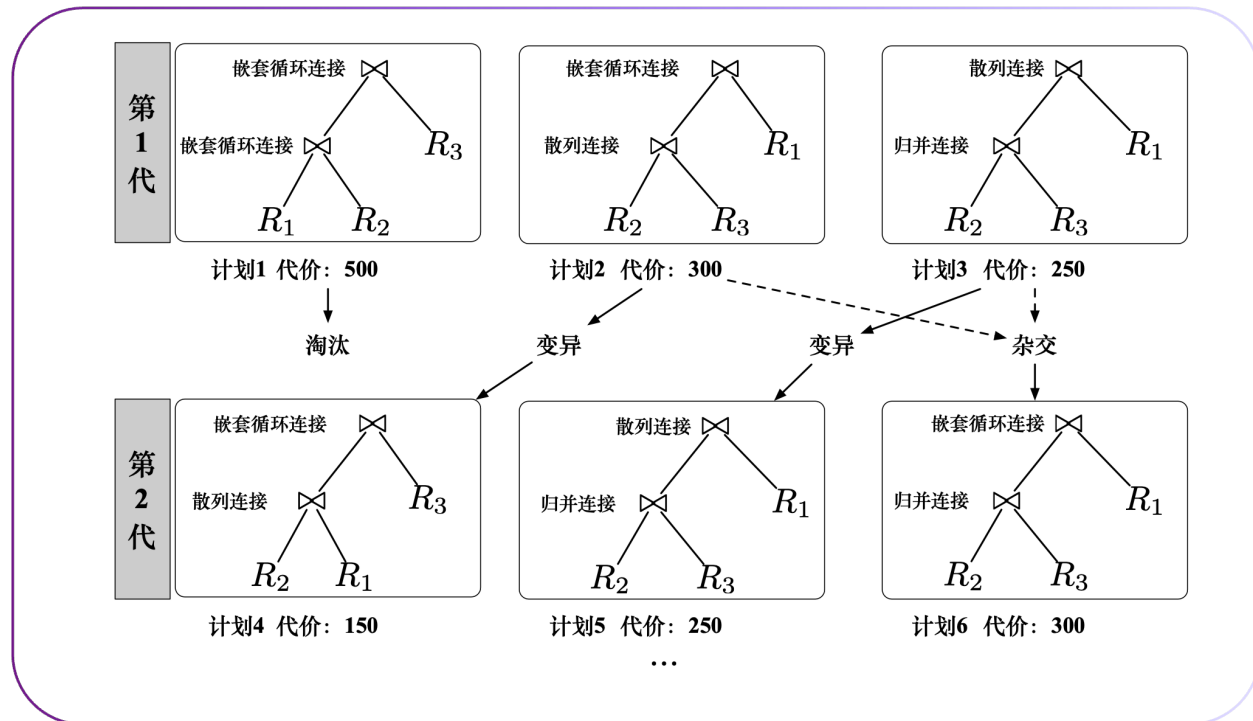 第
1
代
嵌套循环连接
嵌套循环连接
R₃
R₁
R₂
计划1 代价：500
嵌套循环连接
散列连接
R₁
R₂
R₃
计划2 代价：300
散列连接
归并连接
R₁
R₂
R₃
计划3 代价：250
淘汰
变异
变异
杂交
第
2
代
嵌套循环连接
散列连接
R₃
R₂
R₁
计划4 代价：150
散列连接
归并连接
R₁
R₂
R₃
计划5 代价：250
嵌套循环连接
归并连接
R₁
R₂
R₃
计划6 代价：300
…